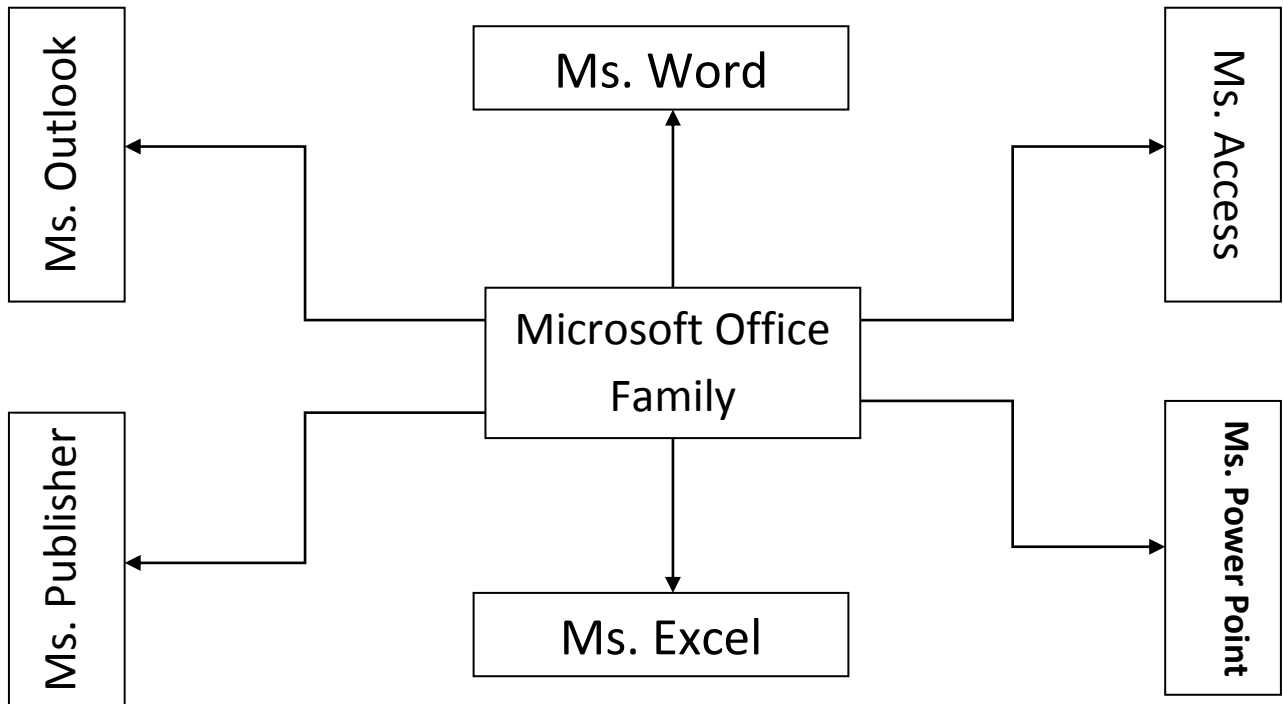 Ms. Outlook
Ms. Word
Ms. Access
Microsoft Office
Family
Ms. Publisher
Ms. Excel
Ms. Power Point